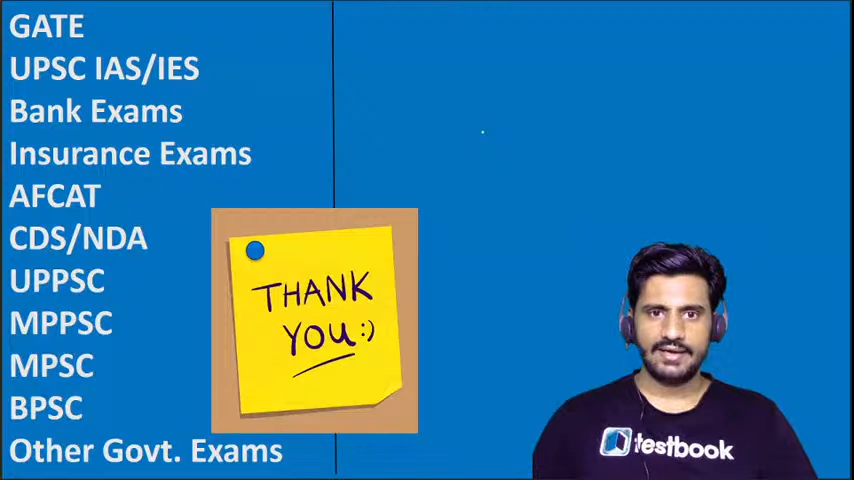 GATE
UPSC IAS/IES
Bank Exams
Insurance Exams
AFCAT
CDS/NDA
UPPSC
MPPSC
MPSC
BPSC
Other Govt. Exams
THANK
YOU:)
testbook